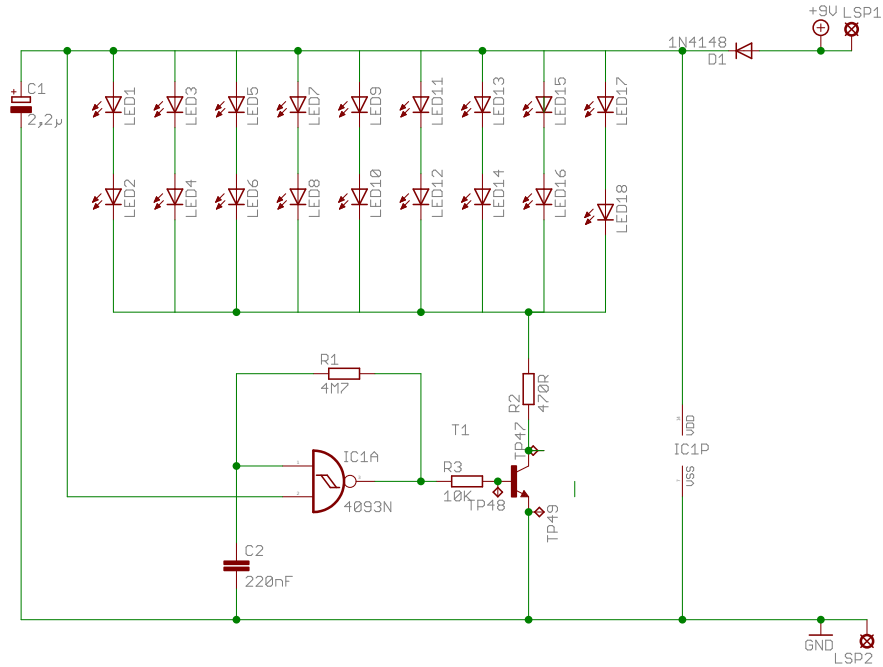 +9V LSP1
1N4148
D1
C1
2,2µ
LED1
LED3
LED5
LED7
LED9
LED11
LED13
LED15
LED17
LED2
LED4
LED6
LED8
LED10
LED12
LED14
LED16
LED18
R1
4M7
R2
470R
T1
TP47
VDD
IC1P
VSS
IC1A
4093N
R3
10K
TP48
TP49
C2
220nF
GND
LSP2